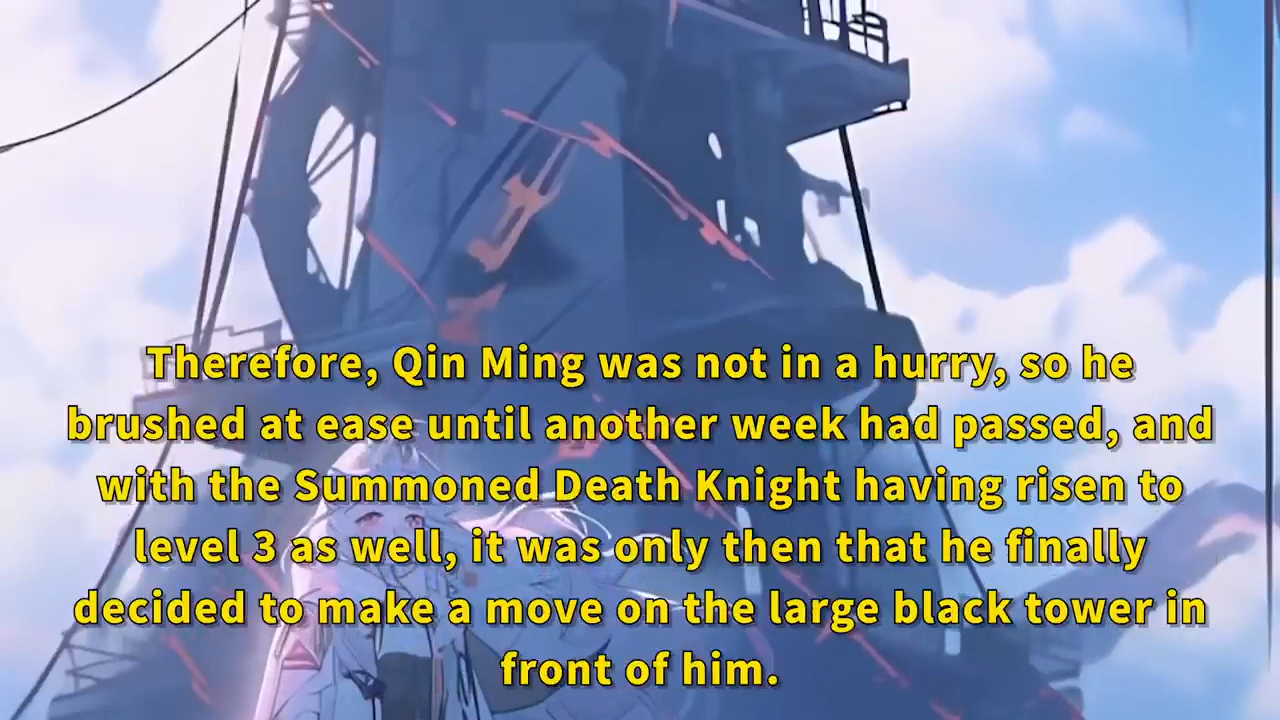 Therefore, Qin Ming was not in a hurry, so he
brushed at ease until another week had passed, and
with the Summoned Death Knight having risen to
level 3 as well, it was only then that he finally
decided to make a move on the large black tower in
front of him.